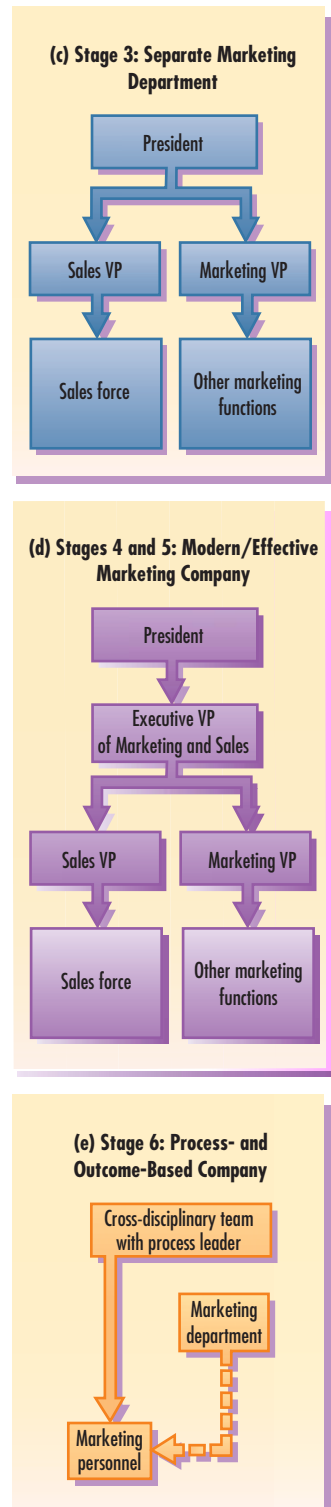 (c) Stage 3: Separate Marketing
Department
President
Sales VP
Marketing VP
Sales force
Other marketing
functions
(d) Stages 4 and 5: Modern/Effective
Marketing Company
President
Executive VP
of Marketing and Sales
Sales VP
Marketing VP
Sales force
Other marketing
functions
(e) Stage 6: Process- and
Outcome-Based Company
Cross-disciplinary team
with process leader
Marketing
department
Marketing
personnel